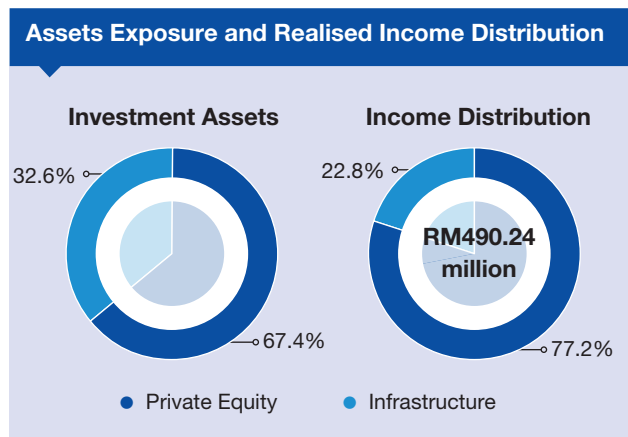 Assets Exposure and Realised Income Distribution
Investment Assets
32.6%
67.4%
Income Distribution
22.8%
RM490.24
million
77.2%
Private Equity
Infrastructure